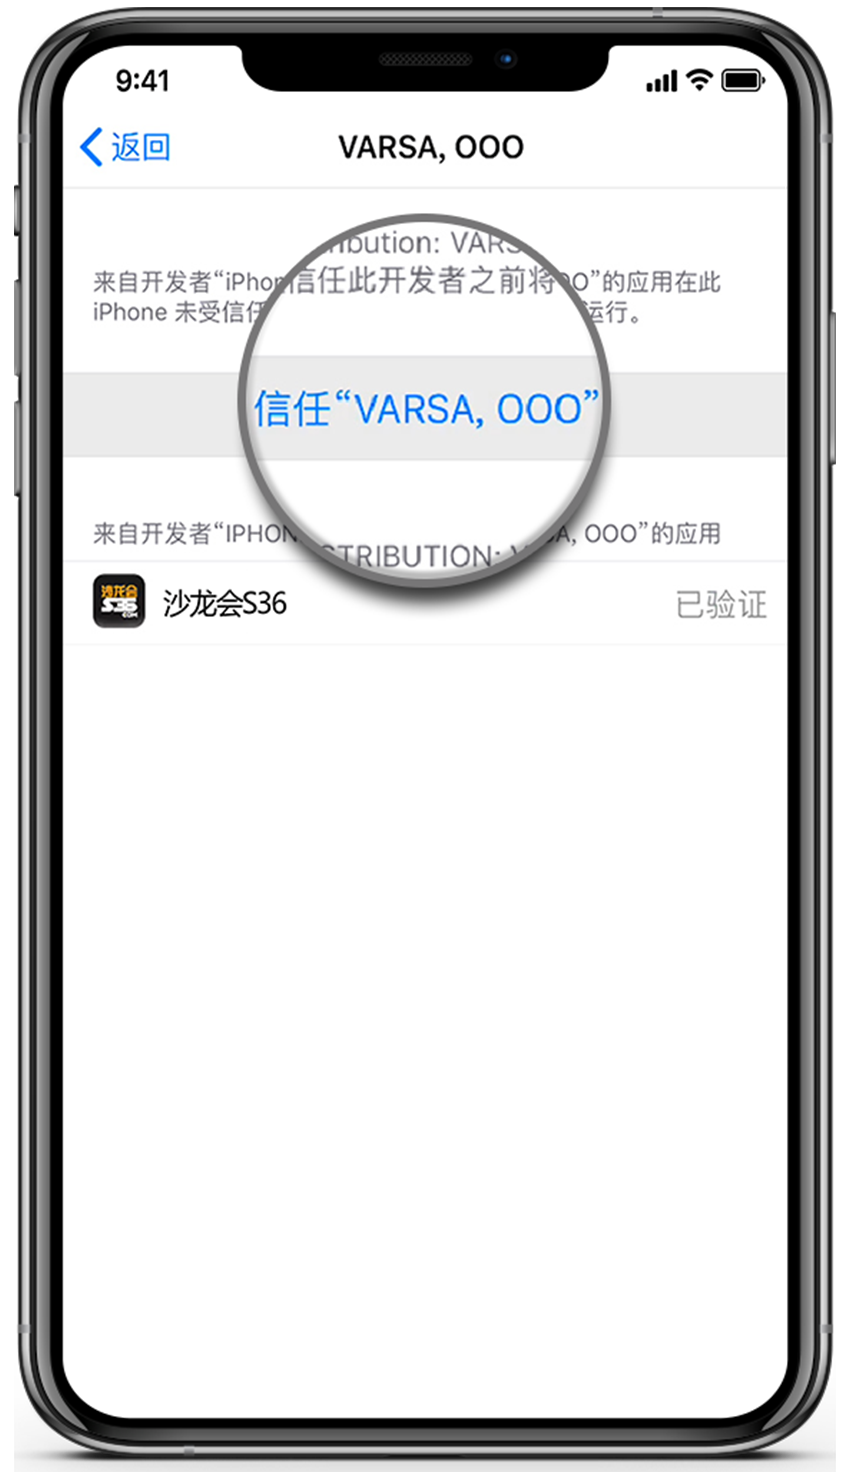 9:41
返回
VARSA, OOO
ribution: VARS
信任此开发者之前将
来自开发者“iPhon OO”的应用在此
iPhone 未受信任 运行。
信任“VARSA, OOO”
来自开发者“IPHON A, OOO”的应用
STRIBUTION: V
沙龙会
S36
.COM
沙龙会S36
已验证